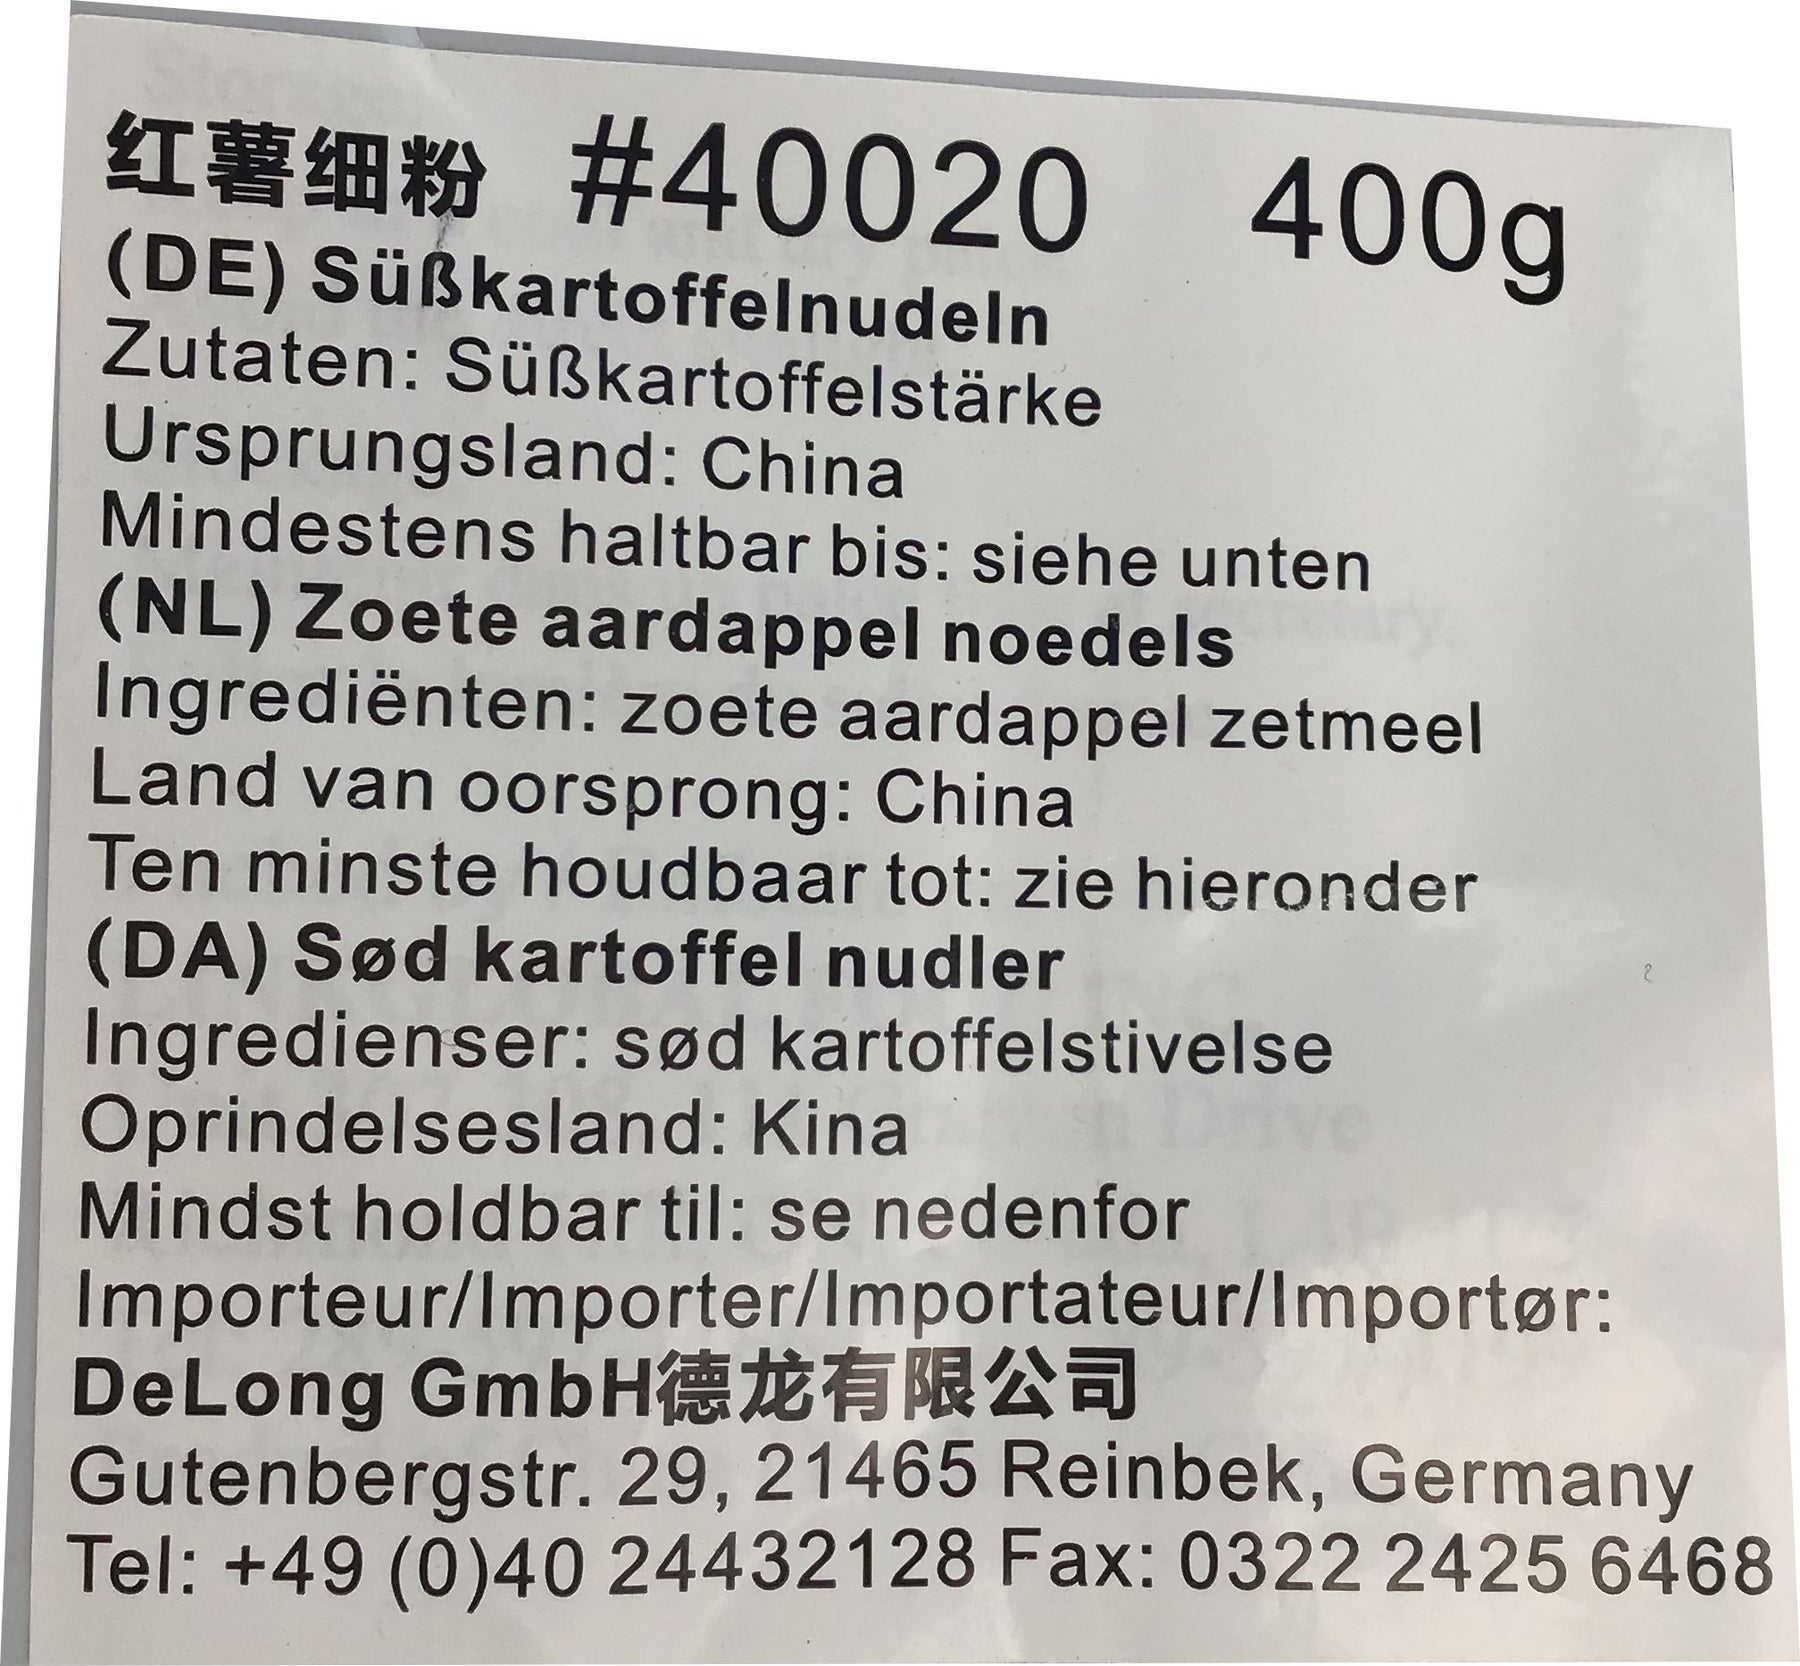 红薯细粉 #40020 400g
(DE) Süßkartoffelnudeln
Zutaten: Süßkartoffelstärke
Ursprungsland: China
Mindestens haltbar bis: siehe unten
(NL) Zoete aardappel noedels
Ingrediënten: zoete aardappel zetmeel
Land van oorsprong: China
Ten minste houdbaar tot: zie hieronder
(DA) Sød kartoffel nudler
Ingredienser: sød kartoffelstivelse
Oprindelsesland: Kina
Mindst holdbar til: se nedenfor
Importeur/Importer/Importateur/Importør:
DeLong GmbH德龙有限公司
Gutenbergstr. 29, 21465 Reinbek, Germany
Tel: +49 (0)40 24432128 Fax: 0322 2425 6468